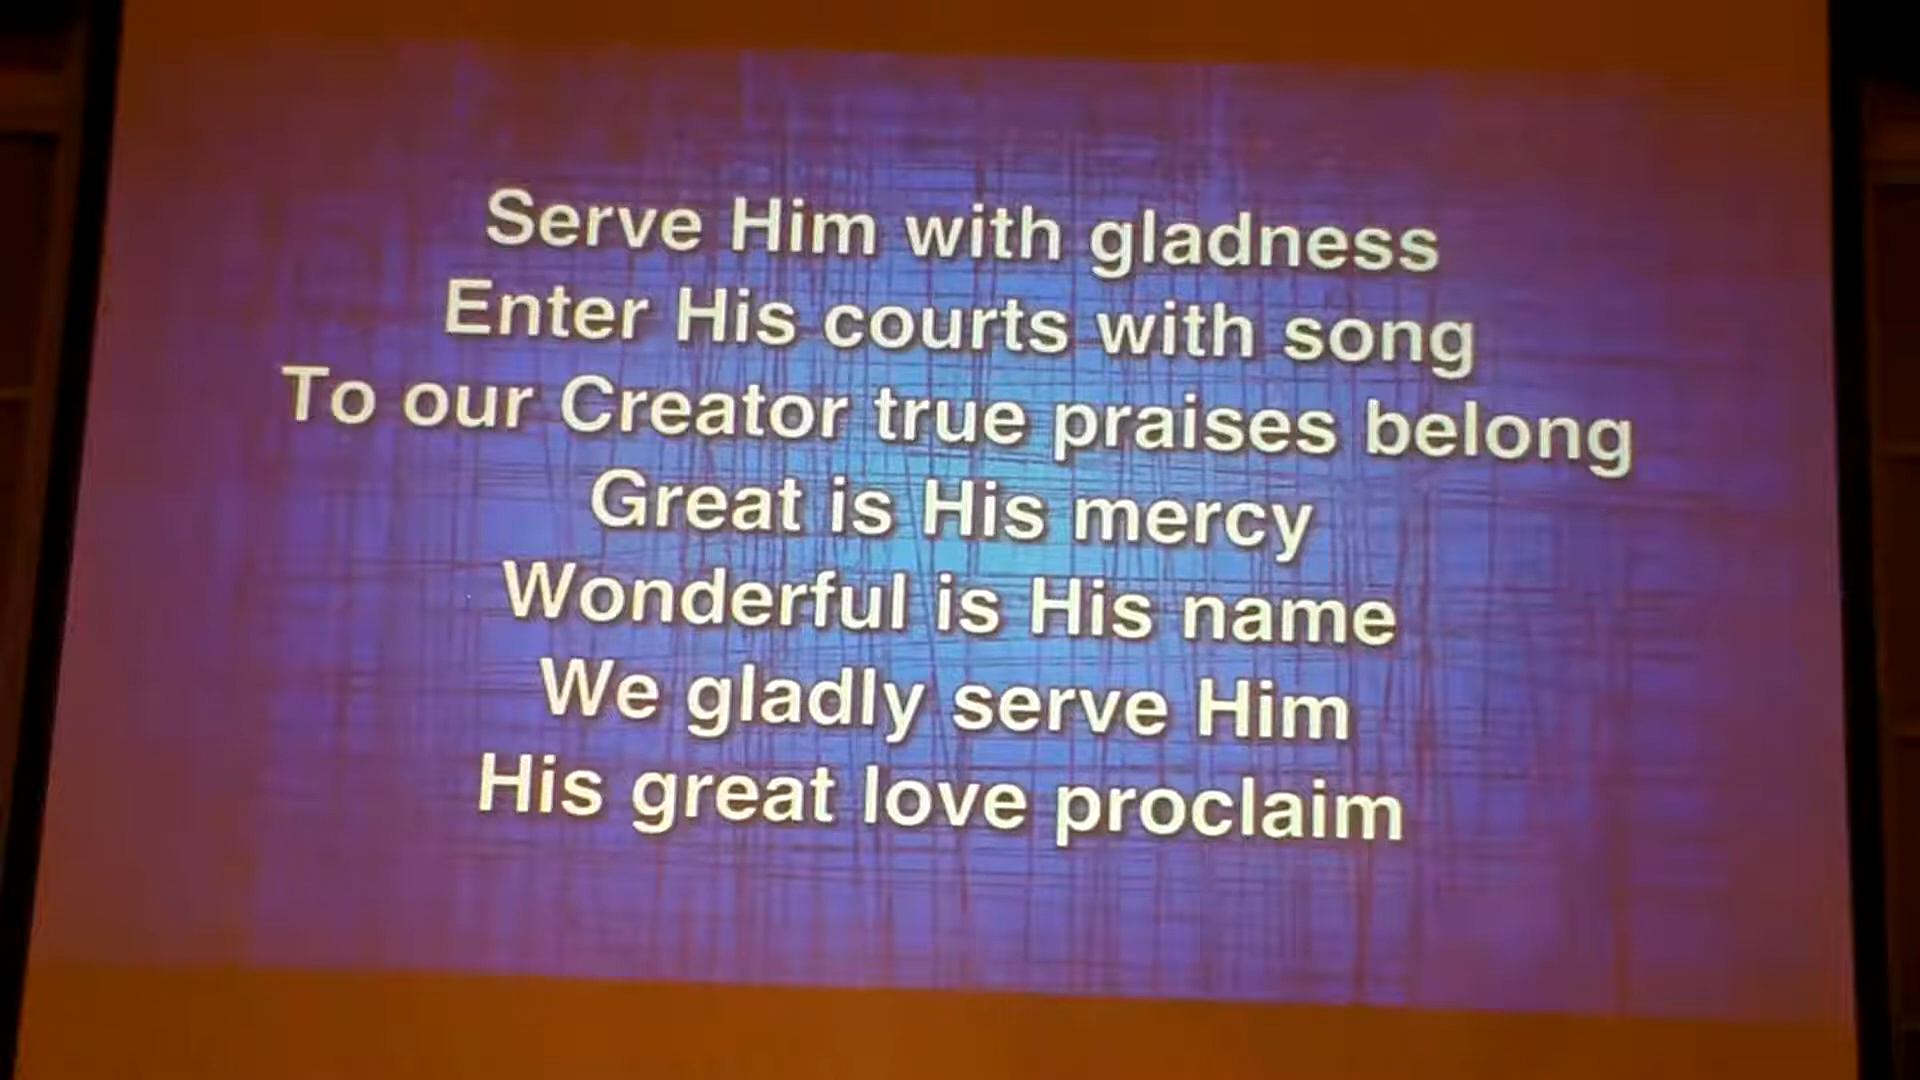 Serve Him with gladness
Enter His courts with song
To our Creator true praises belong
Great is His mercy
Wonderful is His name
We gladly serve Him
His great love proclaim